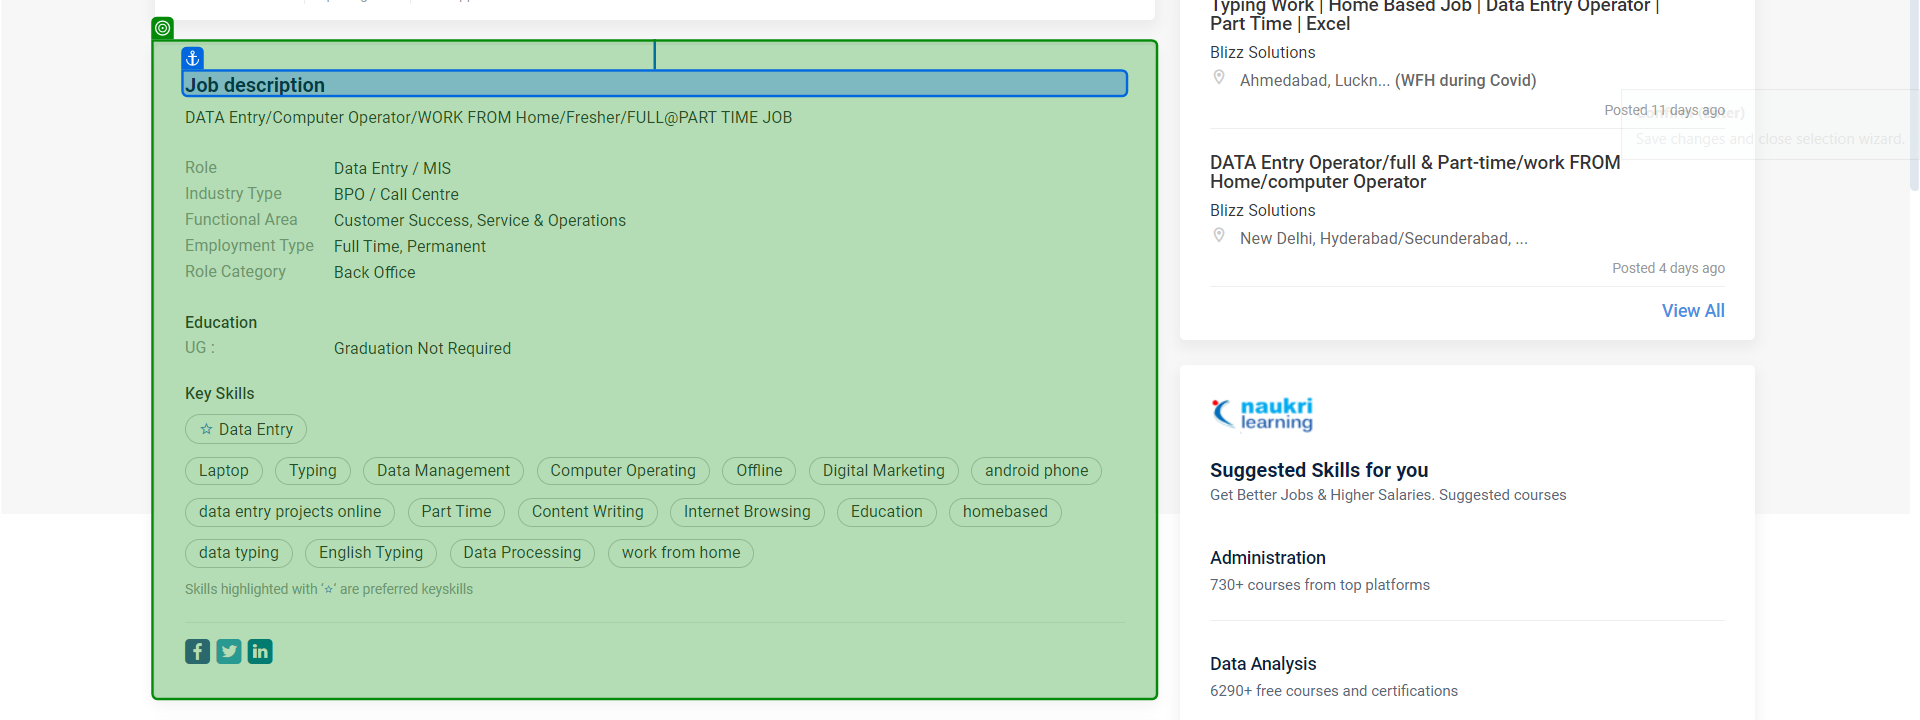 Job description
DATA Entry/Computer Operator/WORK FROM Home/Fresher/FULL@PART TIME JOB
Role Data Entry / MIS
Industry Type BPO / Call Centre
Functional Area Customer Success, Service & Operations
Employment Type Full Time, Permanent
Role Category Back Office
Education
UG : Graduation Not Required
Key Skills
☆ Data Entry
Laptop Typing Data Management Computer Operating Offline Digital Marketing android phone
data entry projects online Part Time Content Writing Internet Browsing Education homebased
data typing English Typing Data Processing work from home
Skills highlighted with ‘☆’ are preferred keyskills
Typing Work | Home Based Job | Data Entry Operator |
Part Time | Excel
Blizz Solutions
Ahmedabad, Luckn... (WFH during Covid)
Posted 11 days ago
Save changes and close selection wizard.
DATA Entry Operator/full & Part-time/work FROM
Home/computer Operator
Blizz Solutions
New Delhi, Hyderabad/Secunderabad, ...
Posted 4 days ago
View All
naukri
learning
Suggested Skills for you
Get Better Jobs & Higher Salaries. Suggested courses
Administration
730+ courses from top platforms
Data Analysis
6290+ free courses and certifications